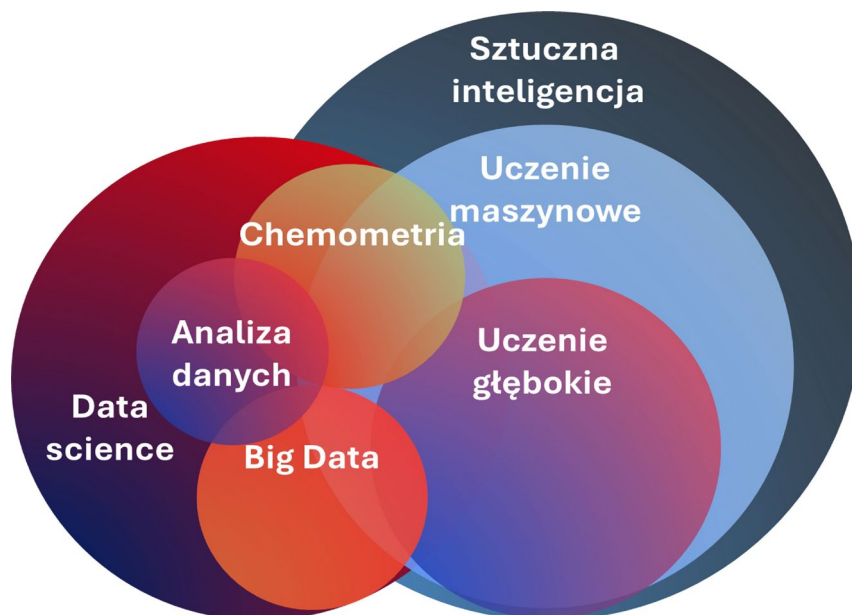 Sztuczna
inteligencja
Uczenie
maszynowe
Chemometria
Analiza
danych
Uczenie
głębokie
Data
science
Big Data